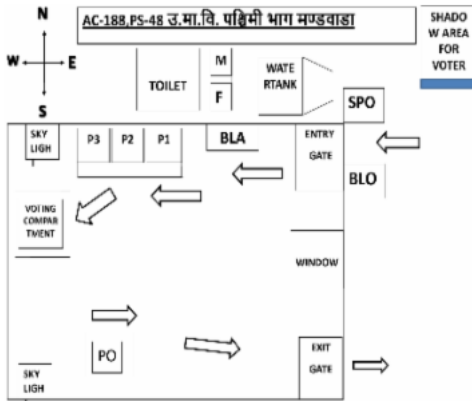 N
AC-188,PS-48 उ.मा.वि. पश्चिमी भाग मण्डवाडा
SHADO
W AREA
FOR
VOTER
W E
S
TOILET
M
F
WATE
RTANK
SPO
SKY
LIGH
P3 P2 P1
BLA
ENTRY
GATE
BLO
VOTING
COMPAR
TMENT
WINDOW
PO
EXIT
GATE
SKY
LIGH